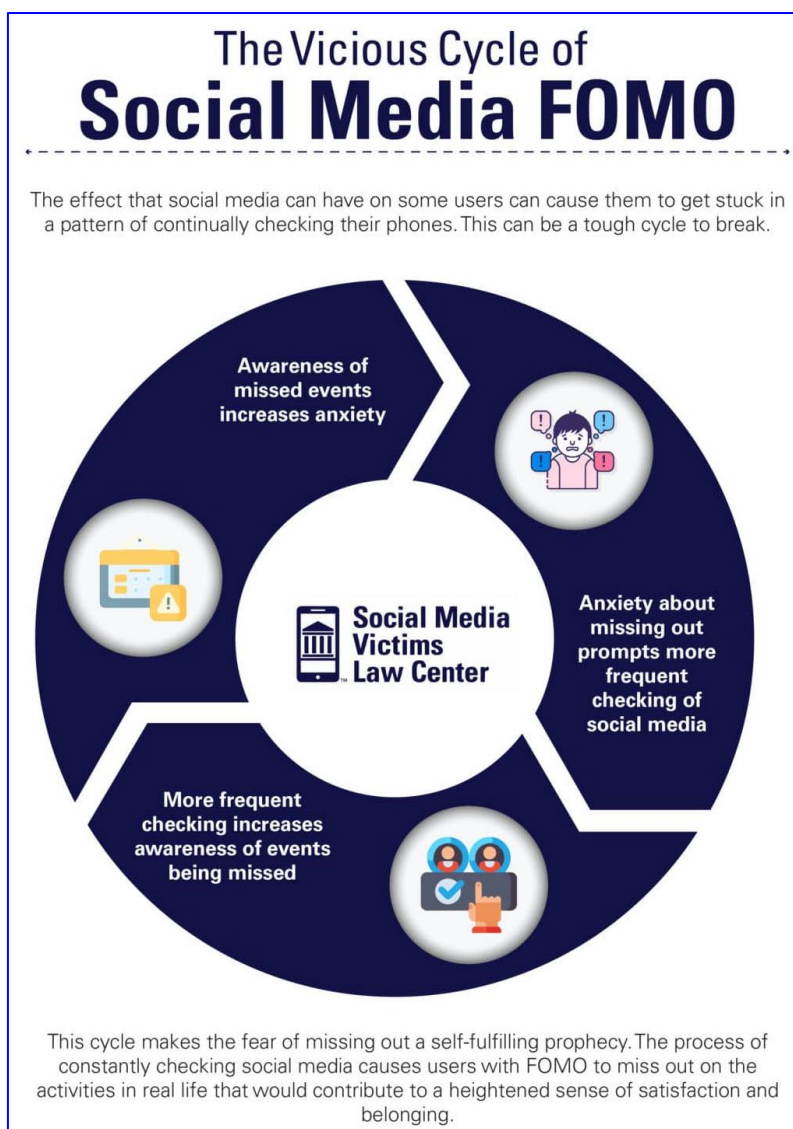 The Vicious Cycle of
Social Media FOMO
The effect that social media can have on some users can cause them to get stuck in
a pattern of continually checking their phones. This can be a tough cycle to break.
Awareness of
missed events
increases anxiety
Anxiety about
missing out
prompts more
frequent
checking of
social media
More frequent
checking increases
awareness of events
being missed
Social Media
Victims
Law Center
TM
This cycle makes the fear of missing out a self-fulfilling prophecy. The process of
constantly checking social media causes users with FOMO to miss out on the
activities in real life that would contribute to a heightened sense of satisfaction and
belonging.